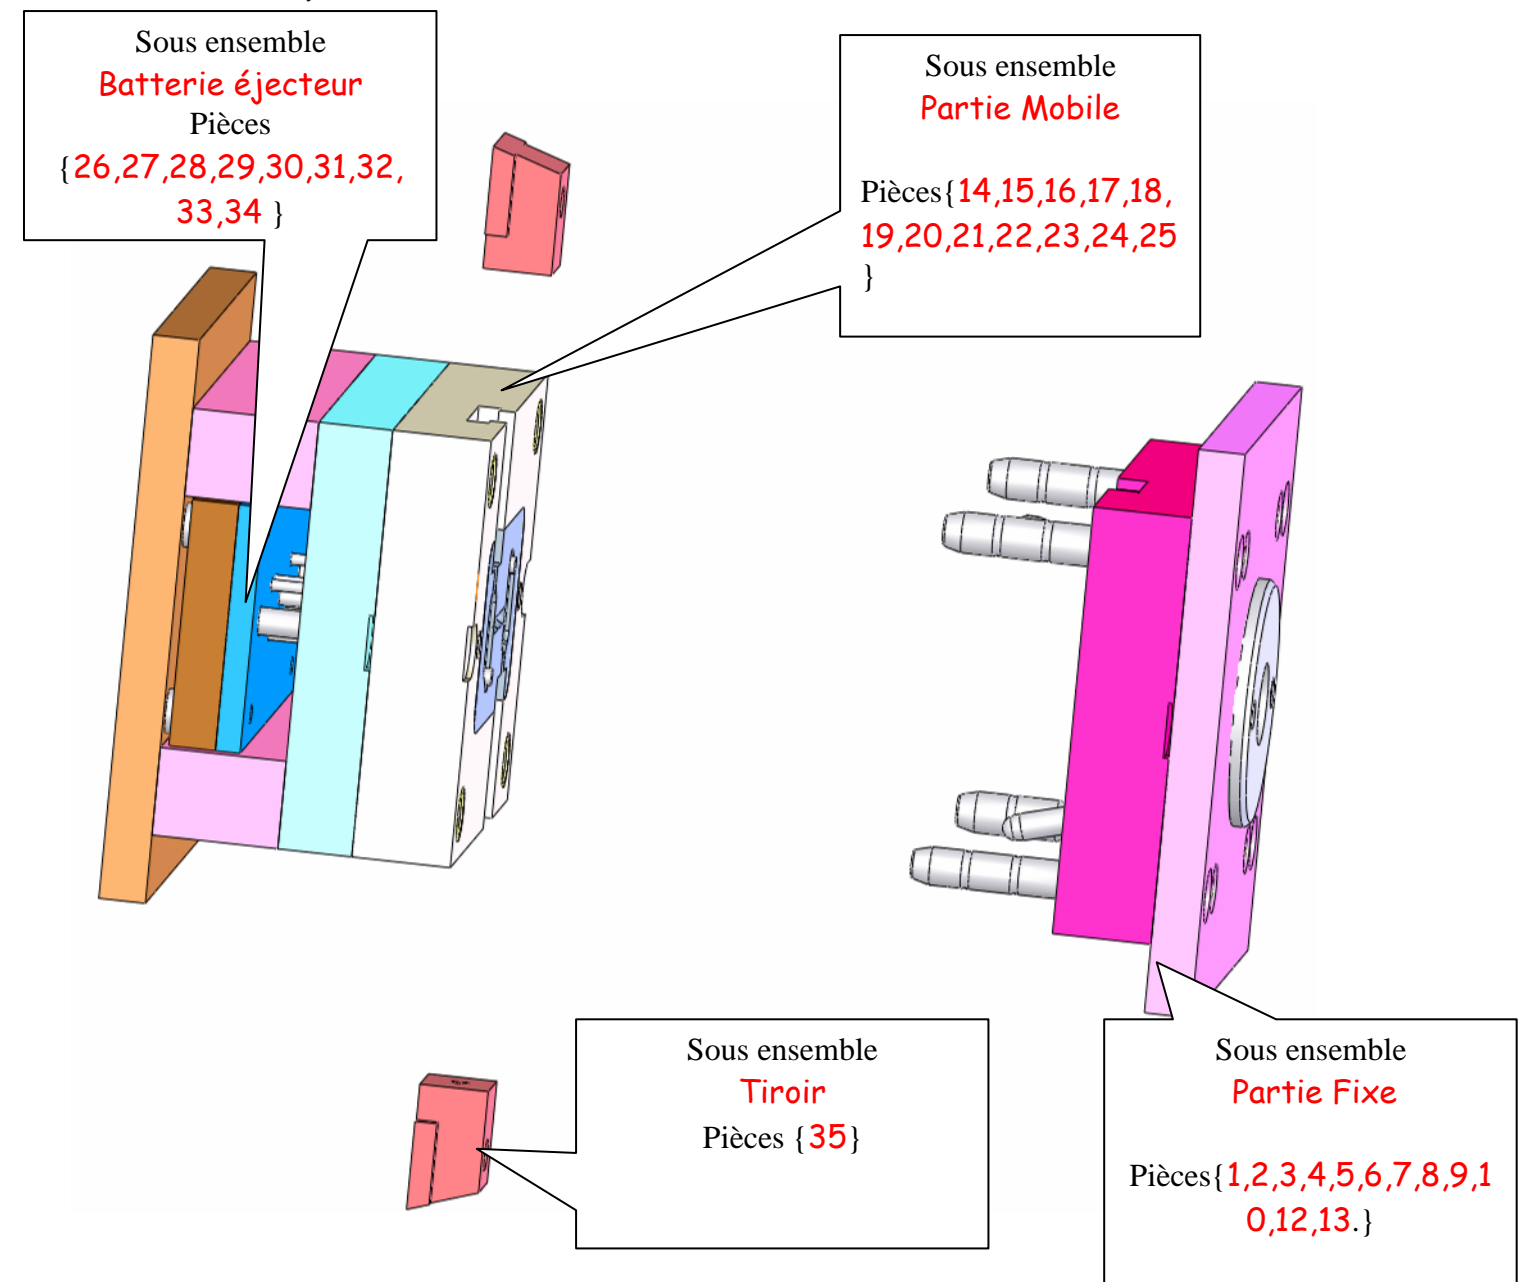 Sous ensemble
Batterie éjecteur
Pièces
{26,27,28,29,30,31,32,
33,34 }
Sous ensemble
Partie Mobile
Pièces{14,15,16,17,18,
19,20,21,22,23,24,25
}
Sous ensemble
Tiroir
Pièces {35}
Sous ensemble
Partie Fixe
Pièces{1,2,3,4,5,6,7,8,9,1
0,12,13.}